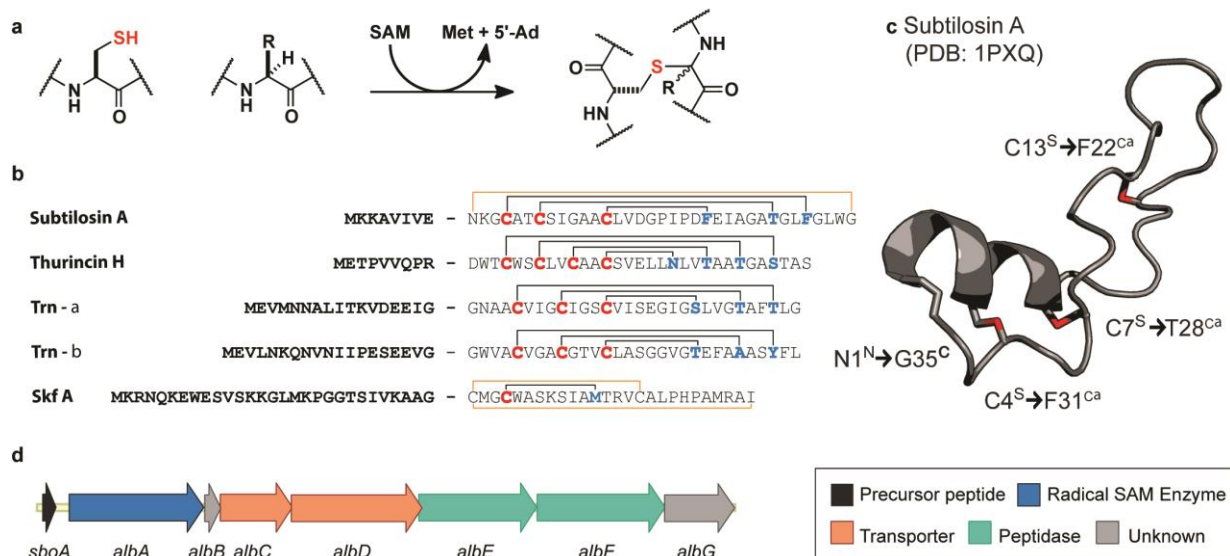 a
SH
R
H
N
H
O
N
H
O
SAM
Met + 5'-Ad
O
NH
S
R
O
HN
c Subtilosin A
(PDB: 1PXQ)
C13S→F22Ca
C7S→T28Ca
N1N→G35C
C4S→F31Ca
b
Subtilosin A MKKAVIVE - NKGCATCSIGAACLVDGPIPDFEIAGATGLFGLWG
Thurincin H METPVVQPR - DWTCWSCLVCAACSVELLNLVTAATGASTAS
Trn - a MEVMNNALITKVDEEIG - GNAACVIGCIGSCVISEGIGSLVGTAFTLG
Trn - b MEVLNKQNVNIIPESEEVG - GWVACVGACGTVCLASGGVGTEFAAASYFL
Skf A MKRNQKEWESVSKKGLMKPGGTSIVKAAG - CMGCWASKSIAMTRVCALPHPAMRAI
d
sboA albA albB albC albD albE albF albG
Precursor peptide Radical SAM Enzyme
Transporter Peptidase Unknown